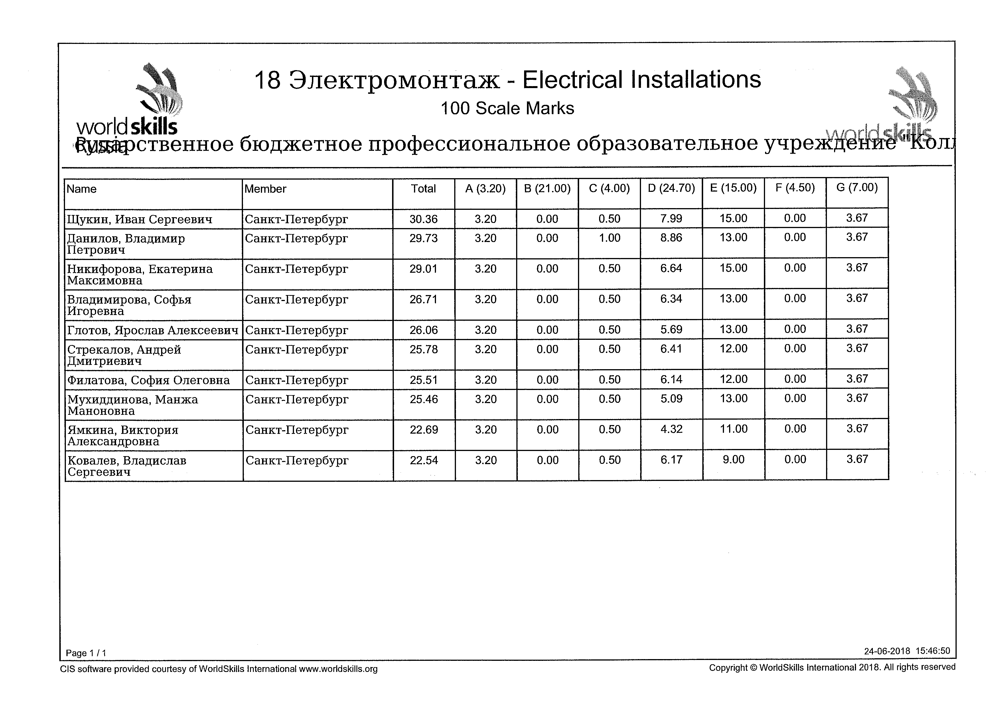 18 Электромонтаж - Electrical Installations
100 Scale Marks
world skills
Russia
world skills
сударственное бюджетное профессиональное образовательное учреждение "Колл
Name Member Total A (3.20) B (21.00) C (4.00) D (24.70) E (15.00) F (4.50) G (7.00)
Щукин, Иван Сергеевич Санкт-Петербург 30.36 3.20 0.00 0.50 7.99 15.00 0.00 3.67
Данилов, Владимир Санкт-Петербург 29.73 3.20 0.00 1.00 8.86 13.00 0.00 3.67
Петрович
Никифорова, Екатерина Санкт-Петербург 29.01 3.20 0.00 0.50 6.64 15.00 0.00 3.67
Максимовна
Владимирова, Софья Санкт-Петербург 26.71 3.20 0.00 0.50 6.34 13.00 0.00 3.67
Игоревна
Глотов, Ярослав Алексеевич Санкт-Петербург 26.06 3.20 0.00 0.50 5.69 13.00 0.00 3.67
Стрекалов, Андрей Санкт-Петербург 25.78 3.20 0.00 0.50 6.41 12.00 0.00 3.67
Дмитриевич
Филатова, София Олеговна Санкт-Петербург 25.51 3.20 0.00 0.50 6.14 12.00 0.00 3.67
Мухиддинова, Манжа Санкт-Петербург 25.46 3.20 0.00 0.50 5.09 13.00 0.00 3.67
Маноновна
Ямкина, Виктория Санкт-Петербург 22.69 3.20 0.00 0.50 4.32 11.00 0.00 3.67
Александровна
Ковалев, Владислав Санкт-Петербург 22.54 3.20 0.00 0.50 6.17 9.00 0.00 3.67
Сергеевич
Page 1 / 1
24-06-2018 15:46:50
CIS software provided courtesy of WorldSkills International www.worldskills.org
Copyright © WorldSkills International 2018. All rights reserved